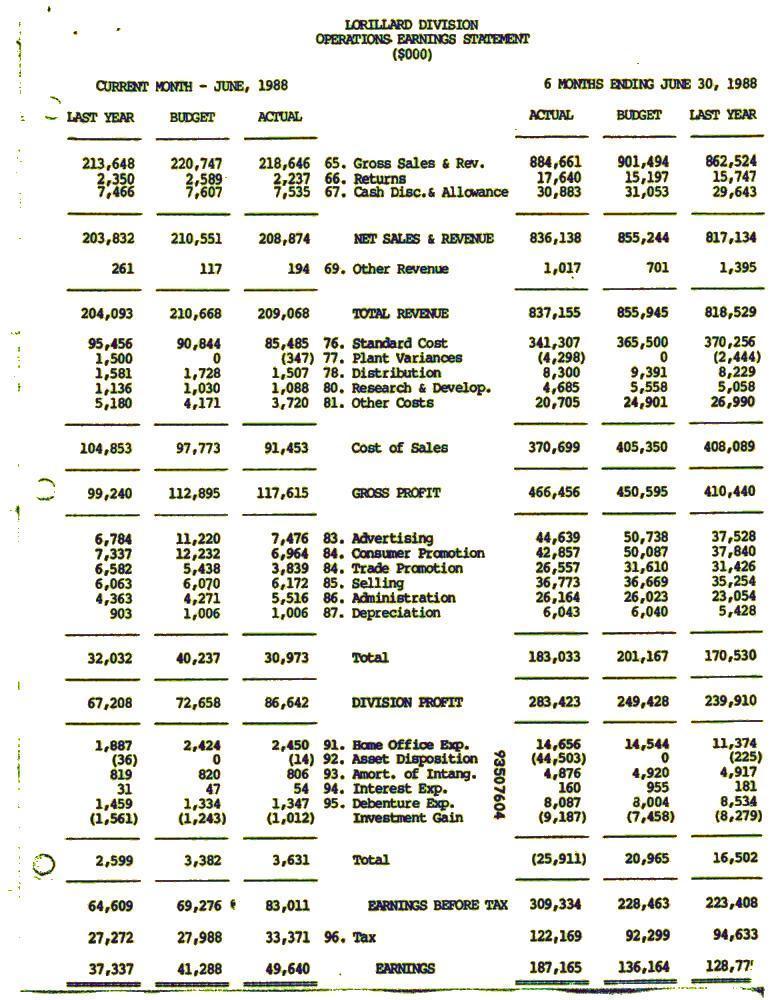 LORILLARD DIVISION
OPERATIONS EARNINGS STATEMENT
($000)
CURRENT MONTH - JUNE, 1988 6 MONTHS ENDING JUNE 30, 1988
LAST YEAR BUDGET ACTUAL ACTUAL BUDGET LAST YEAR
213,648 220,747 218,646 65. Gross Sales & Rev. 884,661 901,494 862,524
2,350 2,589 2,237 66. Returns 17,640 15,197 15,747
7,466 7,607 7,535 67. Cash Disc.& Allowance 30,883 31,053 29,643
203,832 210,551 208,874 NET SALES & REVENUE 836,138 855,244 817,134
261 117 194 69. Other Revenue 1,017 701 1,395
204,093 210,668 209,068 TOTAL REVENUE 837,155 855,945 818,529
95,456 90,844 85,485 76. Standard Cost 341,307 365,500 370,256
1,500 0 (347) 77. Plant Variances (4,298) 0 (2,444)
1,581 1,728 1,507 78. Distribution 8,300 9,391 8,229
1,136 1,030 1,088 80. Research & Develop. 4,685 5,558 5,058
5,180 4,171 3,720 81. Other Costs 20,705 24,901 26,990
104,853 97,773 91,453 Cost of Sales 370,699 405,350 408,089
99,240 112,895 117,615 GROSS PROFIT 466,456 450,595 410,440
6,784 11,220 7,476 83. Advertising 44,639 50,738 37,528
7,337 12,232 6,964 84. Consumer Promotion 42,857 50,087 37,840
6,582 5,438 3,839 84. Trade Promotion 26,557 31,610 31,426
6,063 6,070 6,172 85. Selling 36,773 36,669 35,254
4,363 4,271 5,516 86. Administration 26,164 26,023 23,054
903 1,006 1,006 87. Depreciation 6,043 6,040 5,428
32,032 40,237 30,973 Total 183,033 201,167 170,530
67,208 72,658 86,642 DIVISION PROFIT 283,423 249,428 239,910
1,887 2,424 2,450 91. Home Office Exp. 14,656 14,544 11,374
(36) 0 (14) 92. Asset Disposition (44,503) 0 (225)
819 820 806 93. Amort. of Intang. 4,876 4,920 4,917
31 47 54 94. Interest Exp. 160 955 181
1,459 1,334 1,347 95. Debenture Exp. 8,087 8,004 8,534
(1,561) (1,243) (1,012) Investment Gain (9,187) (7,458) (8,279)
93507604
2,599 3,382 3,631 Total (25,911) 20,965 16,502
64,609 69,276 83,011 EARNINGS BEFORE TAX 309,334 228,463 223,408
27,272 27,988 33,371 96. Tax 122,169 92,299 94,633
37,337 41,288 49,640 EARNINGS 187,165 136,164